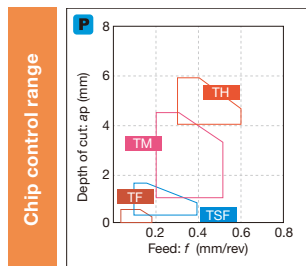 Chip control range
P
Depth of cut: ap (mm)
8
6
4
2
0
TH
TM
TF
TSF
0.2 0.4 0.6 0.8
Feed: f (mm/rev)